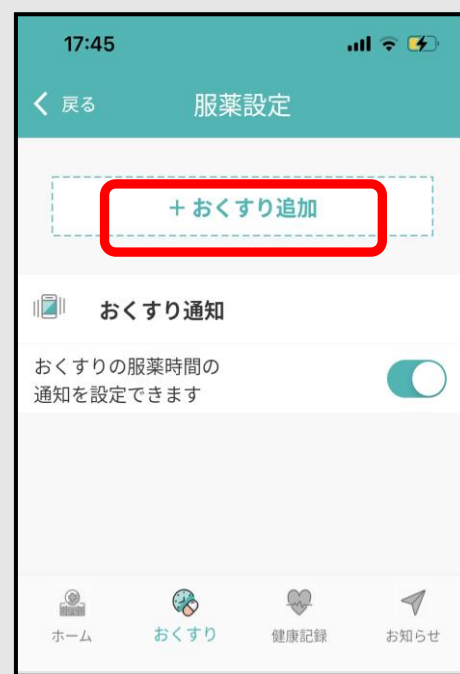 17:45
戻る 服薬設定
+ おくすり追加
おくすり通知
おくすりの服薬時間の
通知を設定できます
ホーム おくすり 健康記録 お知らせ